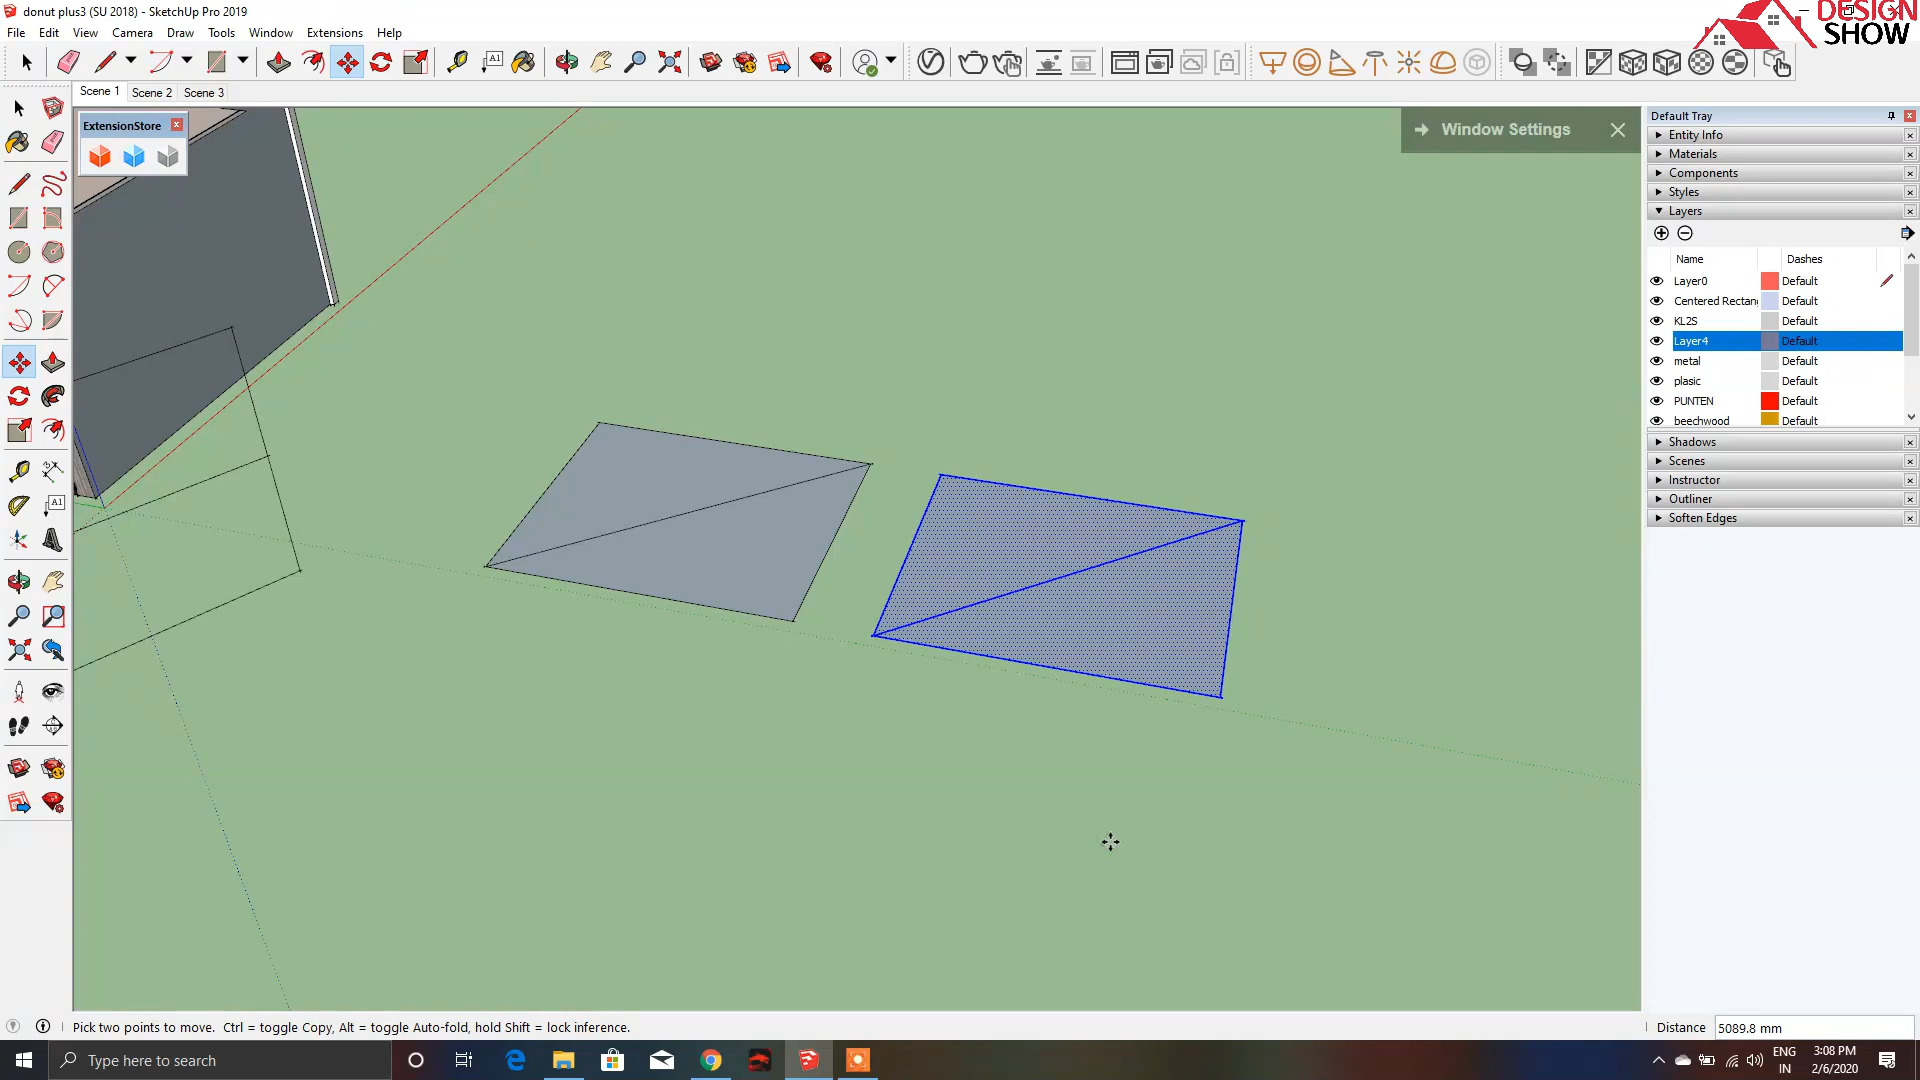 donut plus3 (SU 2018) - SketchUp Pro 2019
DESIGN
SHOW
File Edit View Camera Draw Tools Window Extensions Help
A1
Scene 1 Scene 2 Scene 3
ExtensionStore
Window Settings
Default Tray
Entity Info
Materials
Components
Styles
Layers
Name Dashes
Layer0 Default
Centered Rectan Default
KL2S Default
Layer4 Default
metal Default
plasic Default
PUNTEN Default
beechwood Default
Shadows
Scenes
Instructor
Outliner
Soften Edges
A1
Pick two points to move. Ctrl = toggle Copy, Alt = toggle Auto-fold, hold Shift = lock inference.
Distance 5089.8 mm
Type here to search
ENG
IN
3:08 PM
2/6/2020